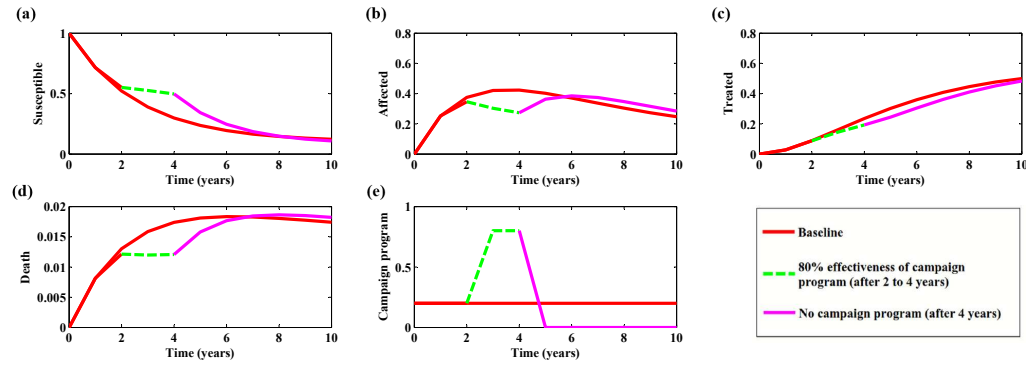 (a)
(b)
(c)
1
0.5
0
Susceptible
0 2 4 6 8 10
Time (years)
0.8
0.6
0.4
0.2
0
Affected
0 2 4 6 8 10
Time (years)
0.8
0.6
0.4
0.2
0
Treated
0 2 4 6 8 10
Time (years)
(d)
(e)
0.02
0.015
0.01
0.005
0
Death
0 2 4 6 8 10
Time (years)
1
0.5
0
Campaign program
0 2 4 6 8 10
Time (years)
Baseline
80% effectiveness of campaign
program (after 2 to 4 years)
No campaign program (after 4 years)